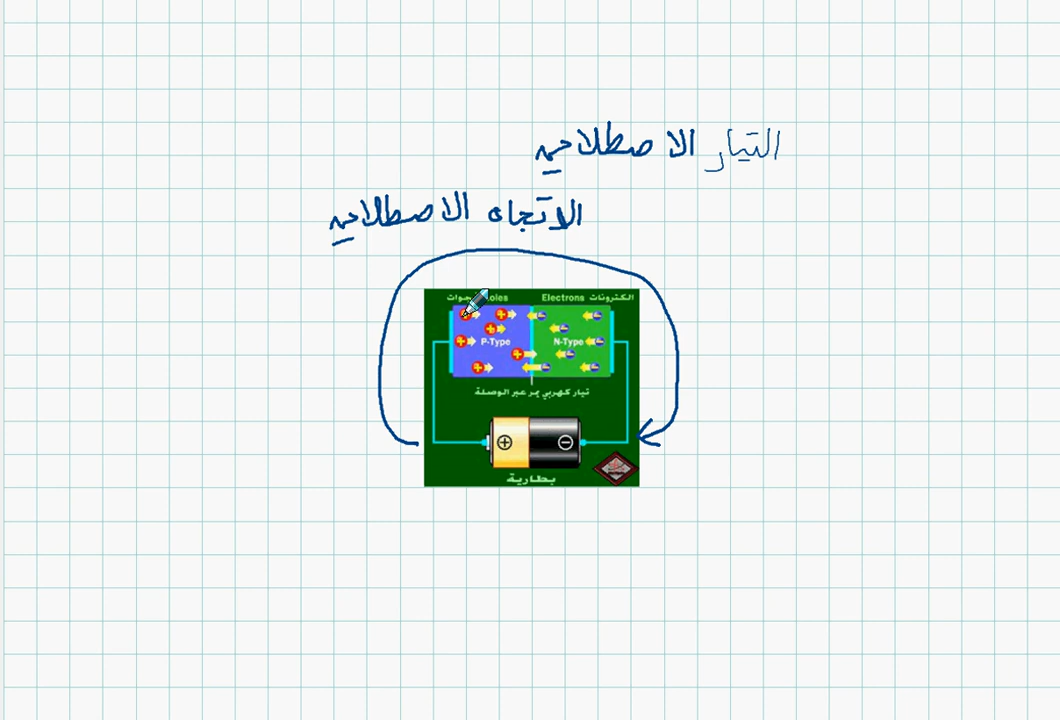 التيار الاصطلاحي
الاتجاه الاصطلاحي
Holes Electrons الكترونات
P-Type N-Type
تيار كهربي يمر عبر الوصلة
بطارية